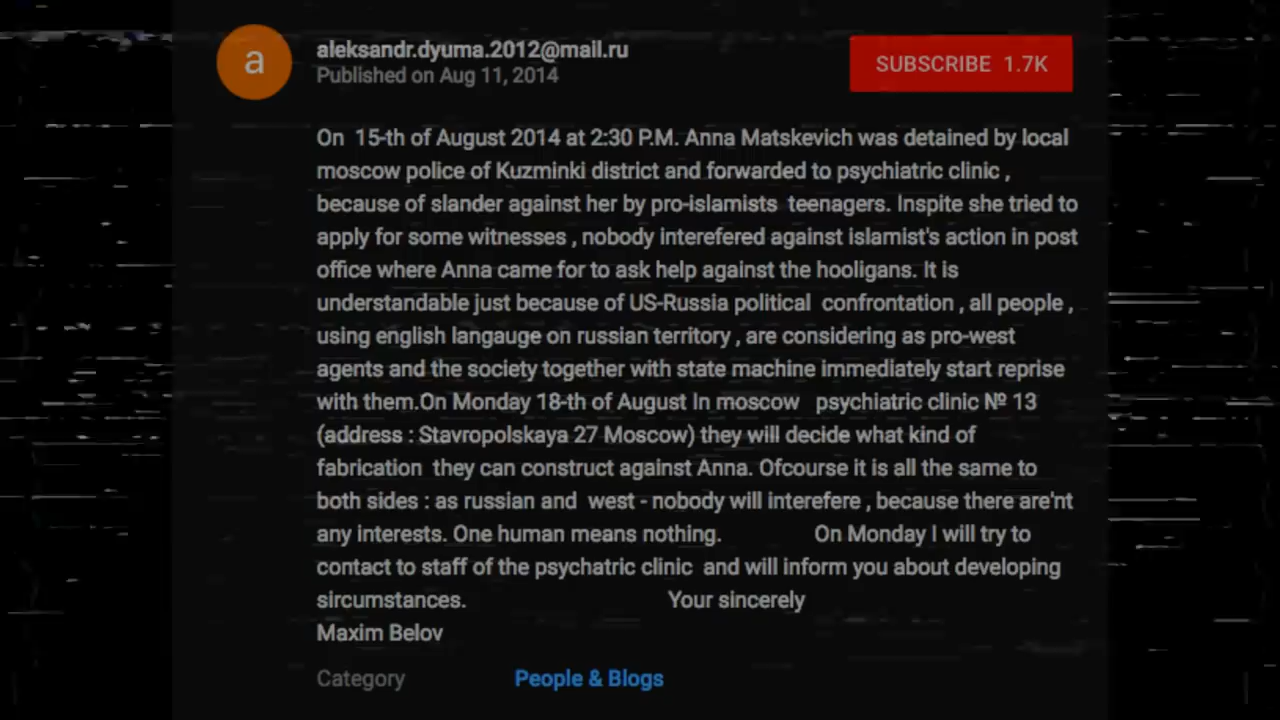 a
aleksandr.dyuma.2012@mail.ru
Published on Aug 11, 2014
SUBSCRIBE 1.7K
On 15-th of August 2014 at 2:30 P.M. Anna Matskevich was detained by local
moscow police of Kuzminki district and forwarded to psychiatric clinic ,
because of slander against her by pro-islamists teenagers. Inspite she tried to
apply for some witnesses , nobody interefered against islamist's action in post
office where Anna came for to ask help against the hooligans. It is
understandable just because of US-Russia political confrontation , all people ,
using english langauge on russian territory , are considering as pro-west
agents and the society together with state machine immediately start reprise
with them.On Monday 18-th of August In moscow psychiatric clinic № 13
(address : Stavropolskaya 27 Moscow) they will decide what kind of
fabrication they can construct against Anna. Ofcourse it is all the same to
both sides : as russian and west - nobody will interefere , because there are'nt
any interests. One human means nothing. On Monday I will try to
contact to staff of the psychatric clinic and will inform you about developing
sircumstances. Your sincerely
Maxim Belov
Category People & Blogs